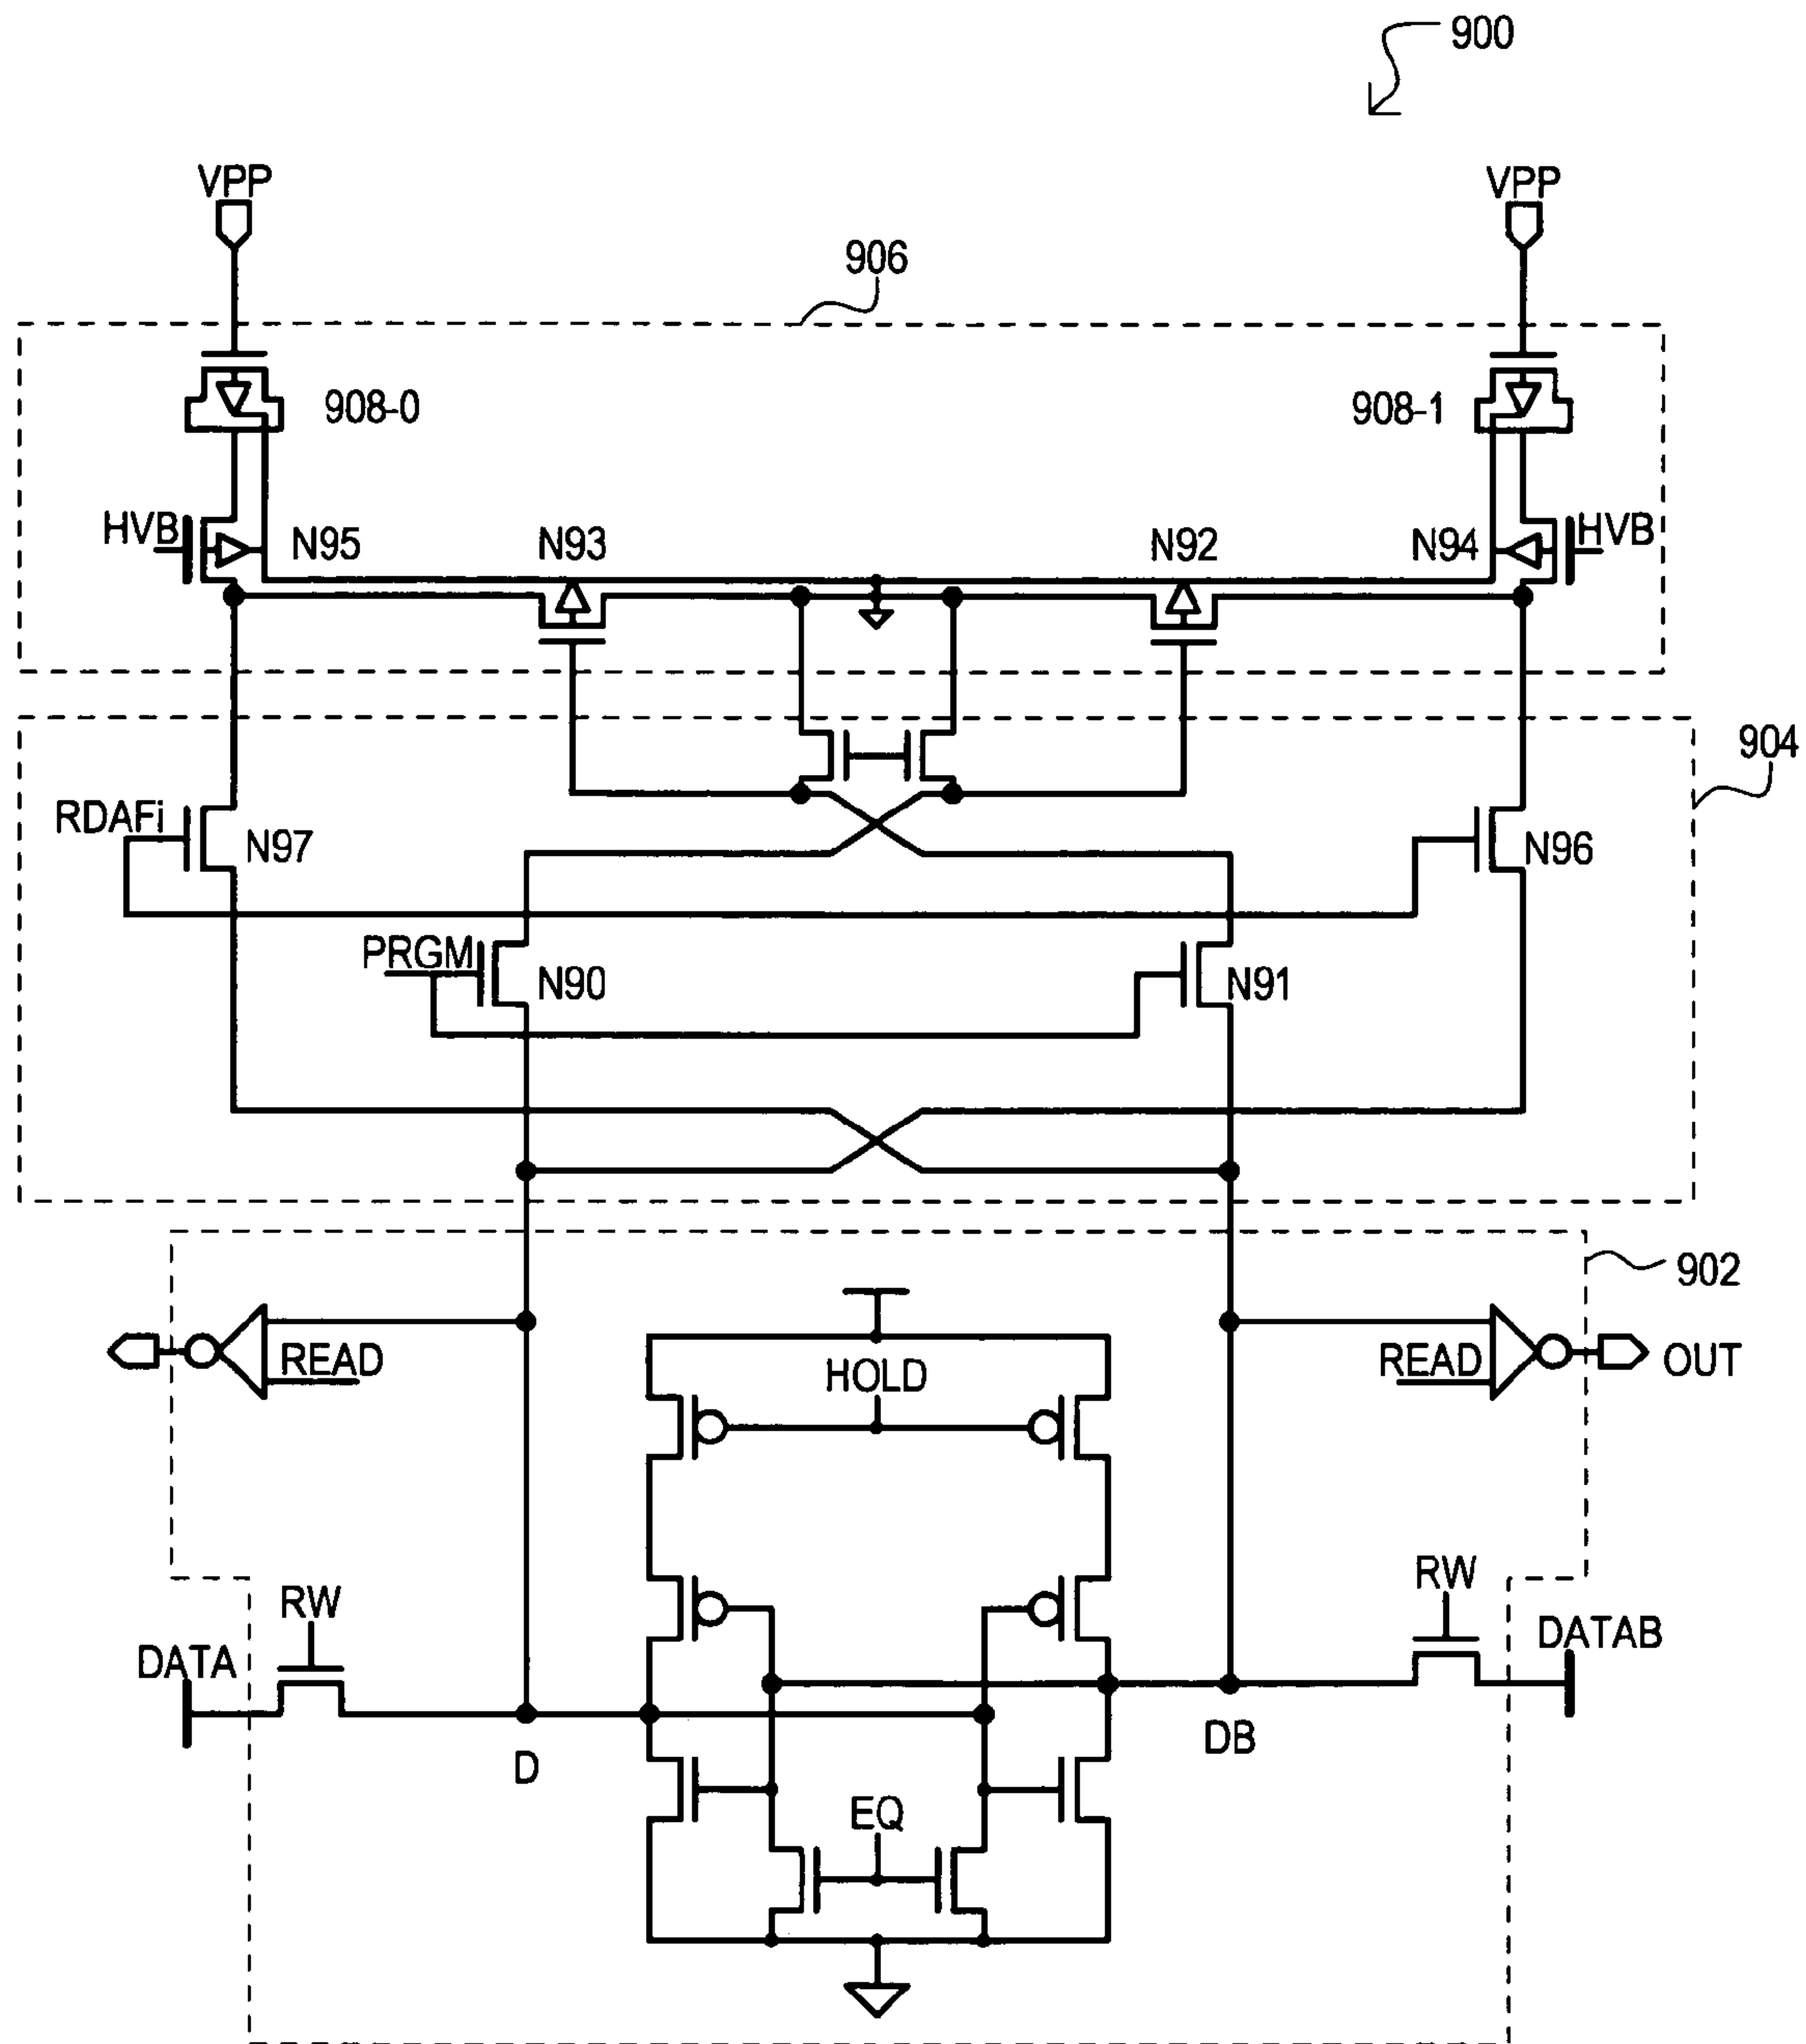 900
VPP
VPP
906
908-0
908-1
HVB
N95
N93
N92
N94
HVB
904
RDAFi
N97
N96
PRGM
N90
N91
902
READ
HOLD
READ
OUT
RW
RW
DATA
DATAB
D
DB
EQ